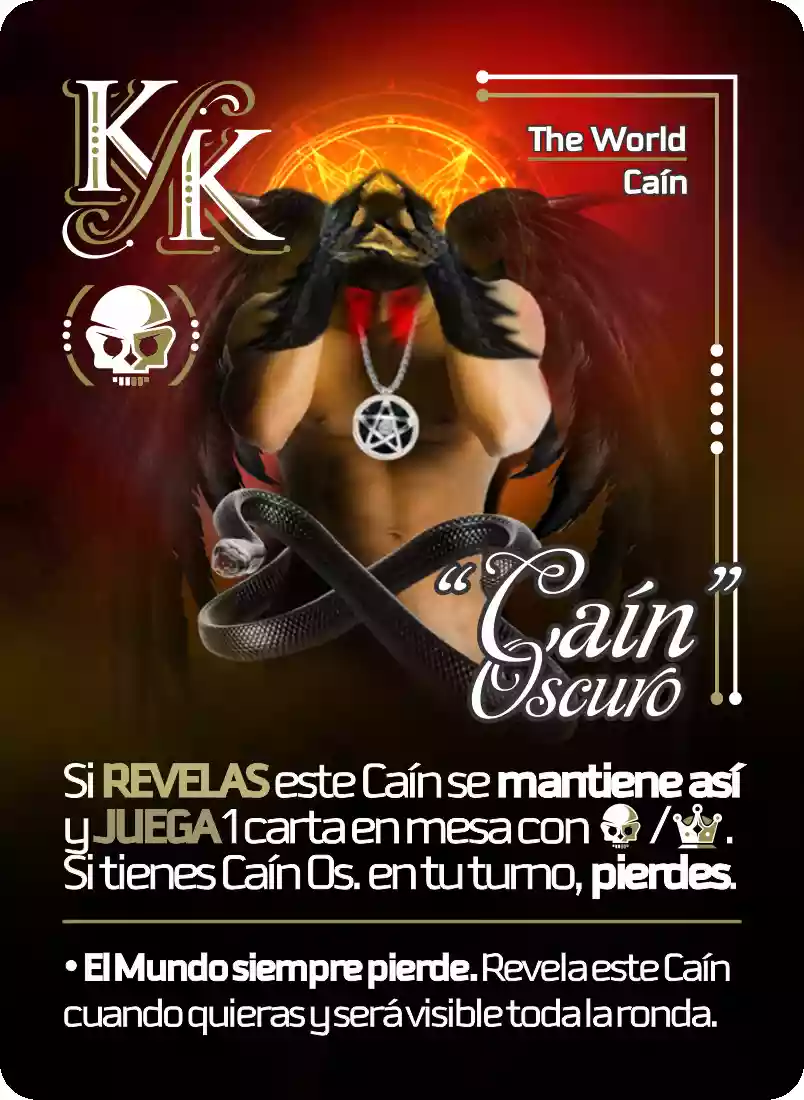 KyK
The World
Caín
“Caín”
Oscuro
Si REVELAS este Caín se mantiene así
y JUEGA 1 carta en mesa con / .
Si tienes Caín Os. en tu turno, pierdes.
• El Mundo siempre pierde. Revela este Caín
cuando quieras y será visible toda la ronda.